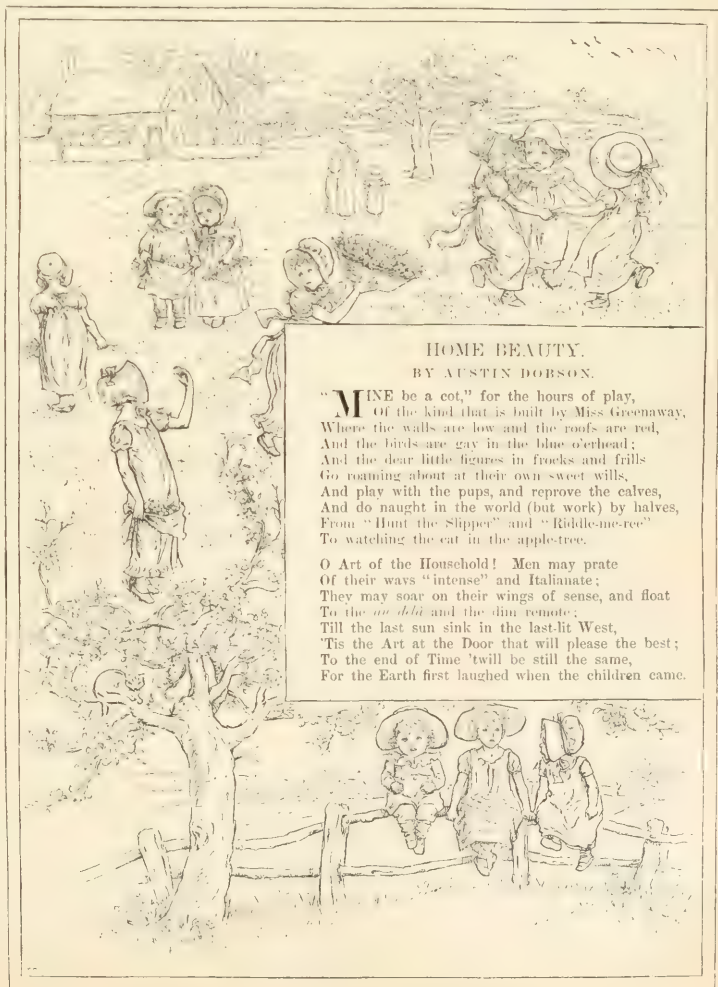 HOME BEAUTY.
BY AUSTIN DOBSON.
“MINE be a cot,” for the hours of play,
Of the kind that is built by Miss Greenaway,
Where the walls are low and the roofs are red,
And the birds are gay in the blue o'erhead;
And the dear little figures in frocks and frills
Go roaming about at their own sweet wills,
And play with the pups, and reprove the calves,
And do naught in the world (but work) by halves,
From “Hunt the Slipper” and “Riddle-me-ree”
To watching the cat in the apple-tree.
O Art of the Household! Men may prate
Of their ways “intense” and Italianate;
They may soar on their wings of sense, and float
To the au delà and the dim remote;
Till the last sun sink in the last-lit West,
'Tis the Art at the Door that will please the best;
To the end of Time 'twill be still the same,
For the Earth first laughed when the children came.